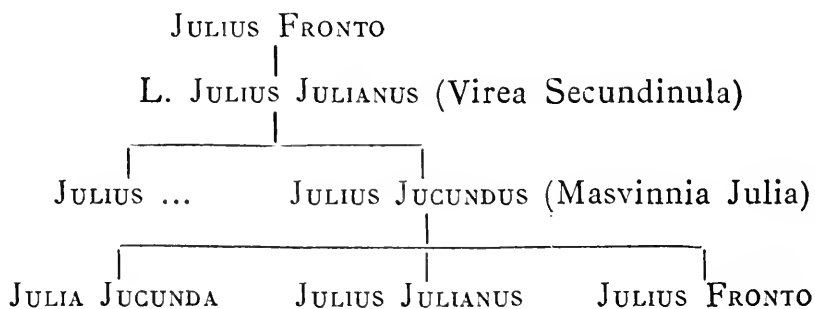 Julius Fronto
L. Julius Julianus (Virea Secundinula)
Julius ... Julius Jucundus (Masvinnia Julia)
Julia Jucunda Julius Julianus Julius Fronto